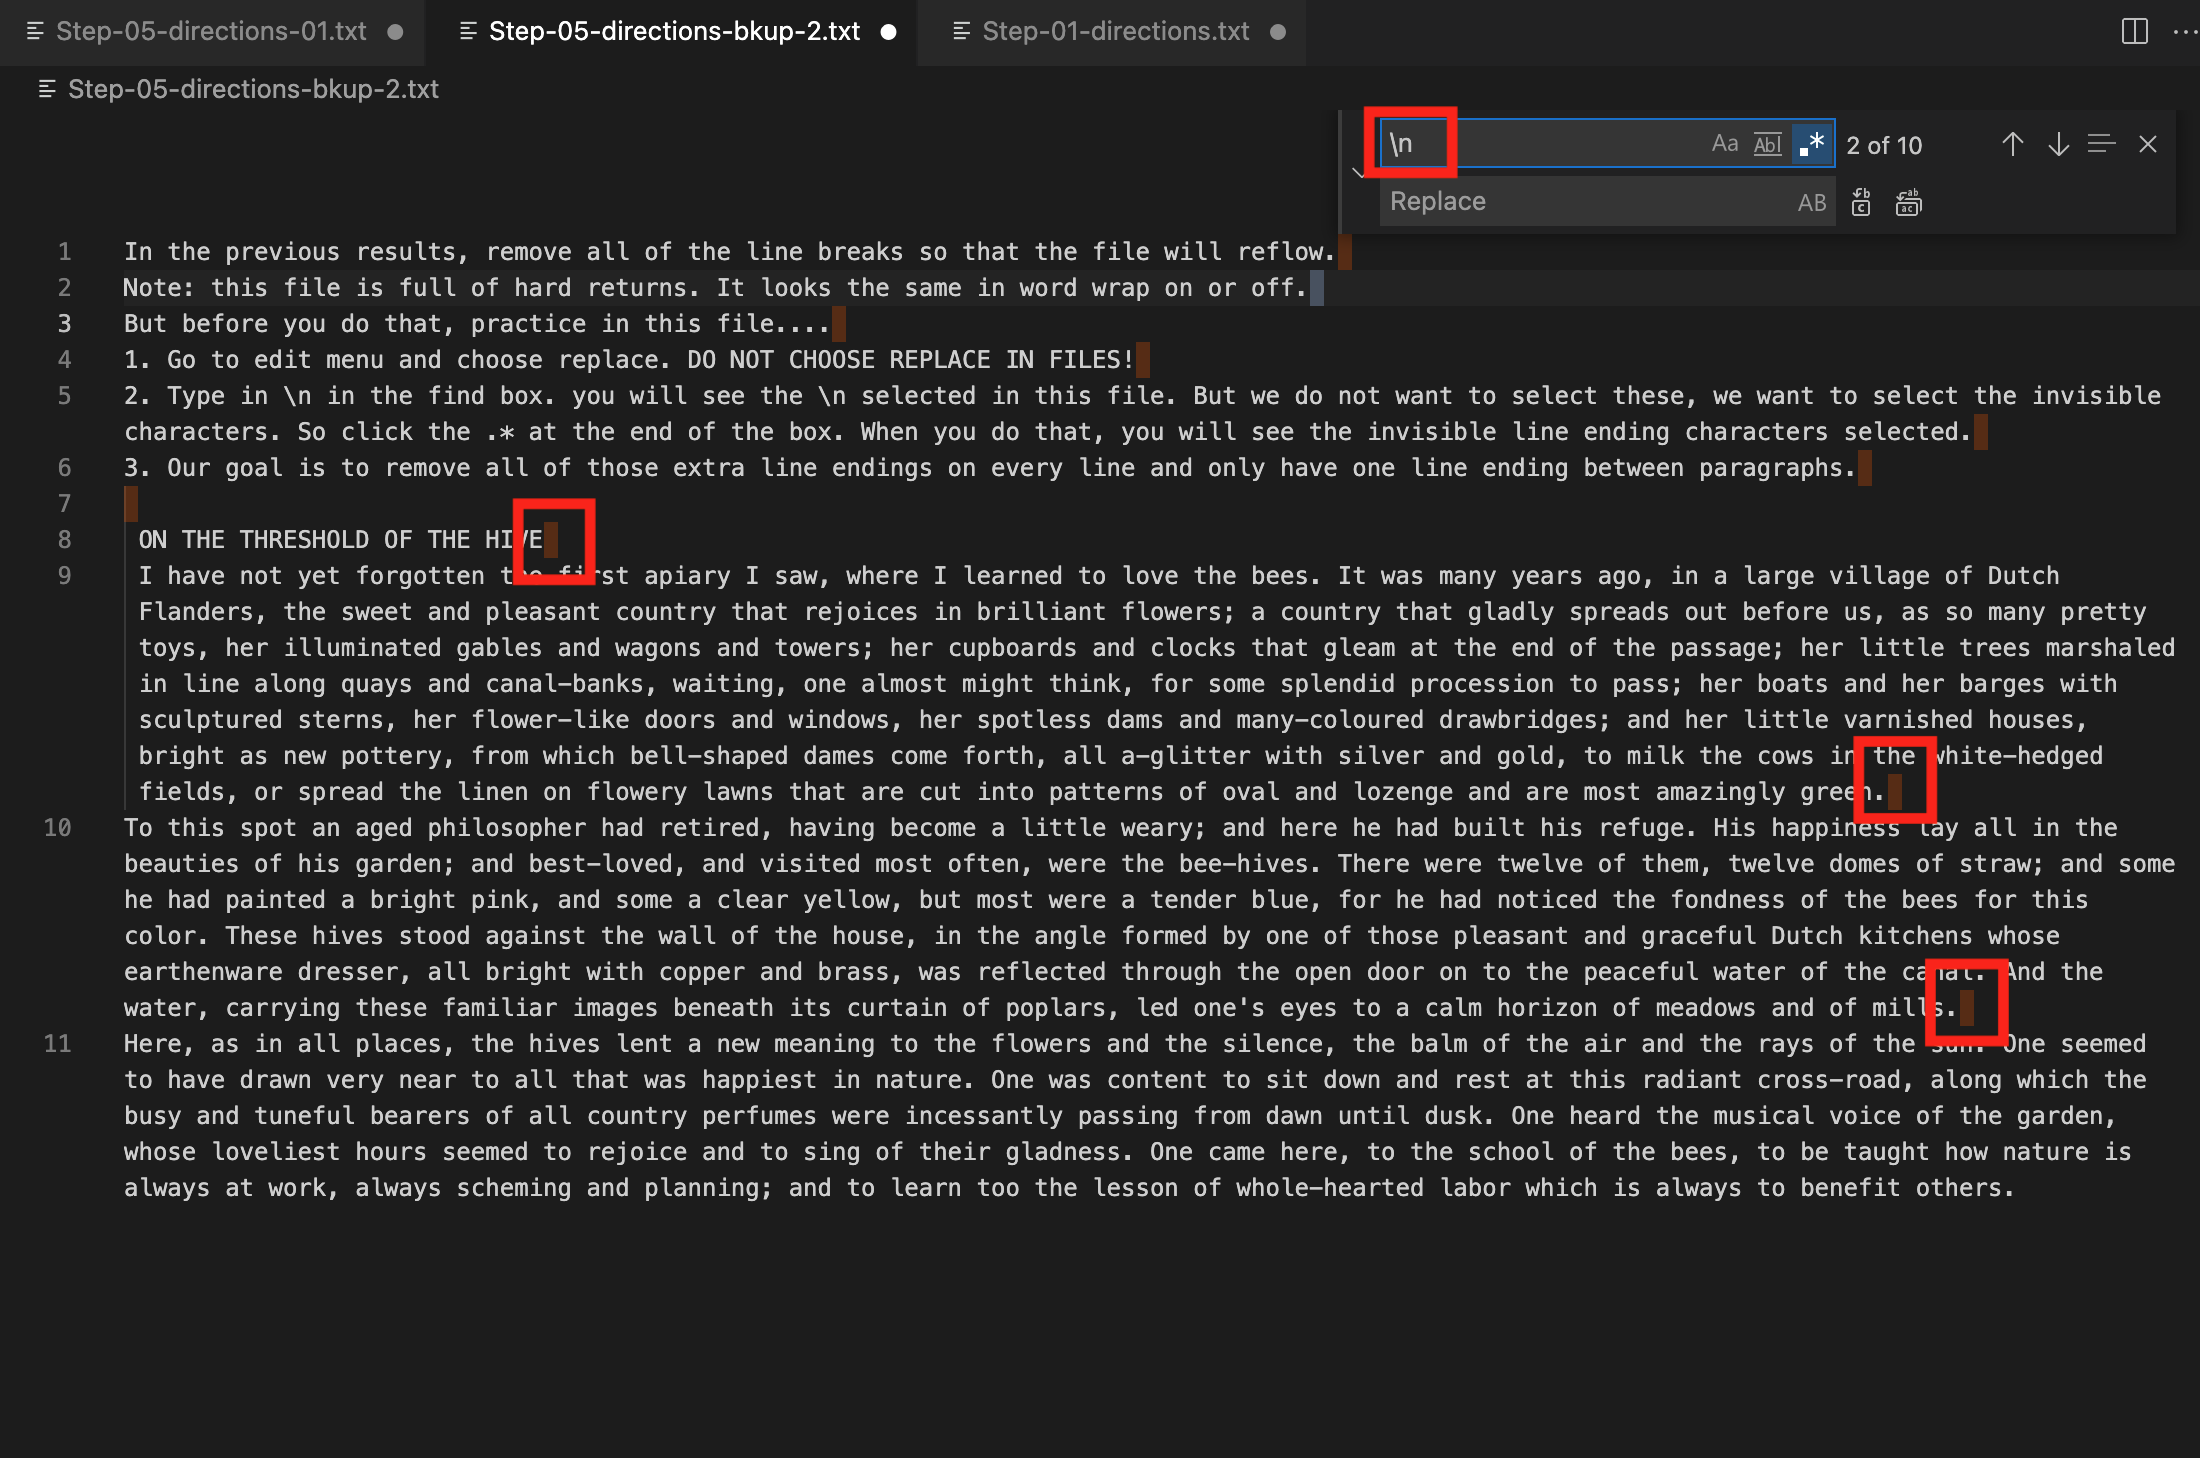 Step-05-directions-01.txt
Step-05-directions-bkup-2.txt
Step-01-directions.txt
Step-05-directions-bkup-2.txt
\n Aa Abl .* 2 of 10
Replace AB
1 In the previous results, remove all of the line breaks so that the file will reflow.
2 Note: this file is full of hard returns. It looks the same in word wrap on or off.
3 But before you do that, practice in this file....
4 1. Go to edit menu and choose replace. DO NOT CHOOSE REPLACE IN FILES!
5 2. Type in \n in the find box. you will see the \n selected in this file. But we do not want to select these, we want to select the invisible
characters. So click the .* at the end of the box. When you do that, you will see the invisible line ending characters selected.
6 3. Our goal is to remove all of those extra line endings on every line and only have one line ending between paragraphs.
7
8 ON THE THRESHOLD OF THE HIVE
9 I have not yet forgotten the first apiary I saw, where I learned to love the bees. It was many years ago, in a large village of Dutch
Flanders, the sweet and pleasant country that rejoices in brilliant flowers; a country that gladly spreads out before us, as so many pretty
toys, her illuminated gables and wagons and towers; her cupboards and clocks that gleam at the end of the passage; her little trees marshaled
in line along quays and canal-banks, waiting, one almost might think, for some splendid procession to pass; her boats and her barges with
sculptured sterns, her flower-like doors and windows, her spotless dams and many-coloured drawbridges; and her little varnished houses,
bright as new pottery, from which bell-shaped dames come forth, all a-glitter with silver and gold, to milk the cows in the white-hedged
fields, or spread the linen on flowery lawns that are cut into patterns of oval and lozenge and are most amazingly green.
10 To this spot an aged philosopher had retired, having become a little weary; and here he had built his refuge. His happiness lay all in the
beauties of his garden; and best-loved, and visited most often, were the bee-hives. There were twelve of them, twelve domes of straw; and some
he had painted a bright pink, and some a clear yellow, but most were a tender blue, for he had noticed the fondness of the bees for this
color. These hives stood against the wall of the house, in the angle formed by one of those pleasant and graceful Dutch kitchens whose
earthenware dresser, all bright with copper and brass, was reflected through the open door on to the peaceful water of the canal. And the
water, carrying these familiar images beneath its curtain of poplars, led one's eyes to a calm horizon of meadows and of mills.
11 Here, as in all places, the hives lent a new meaning to the flowers and the silence, the balm of the air and the rays of the sun. One seemed
to have drawn very near to all that was happiest in nature. One was content to sit down and rest at this radiant cross-road, along which the
busy and tuneful bearers of all country perfumes were incessantly passing from dawn until dusk. One heard the musical voice of the garden,
whose loveliest hours seemed to rejoice and to sing of their gladness. One came here, to the school of the bees, to be taught how nature is
always at work, always scheming and planning; and to learn too the lesson of whole-hearted labor which is always to benefit others.